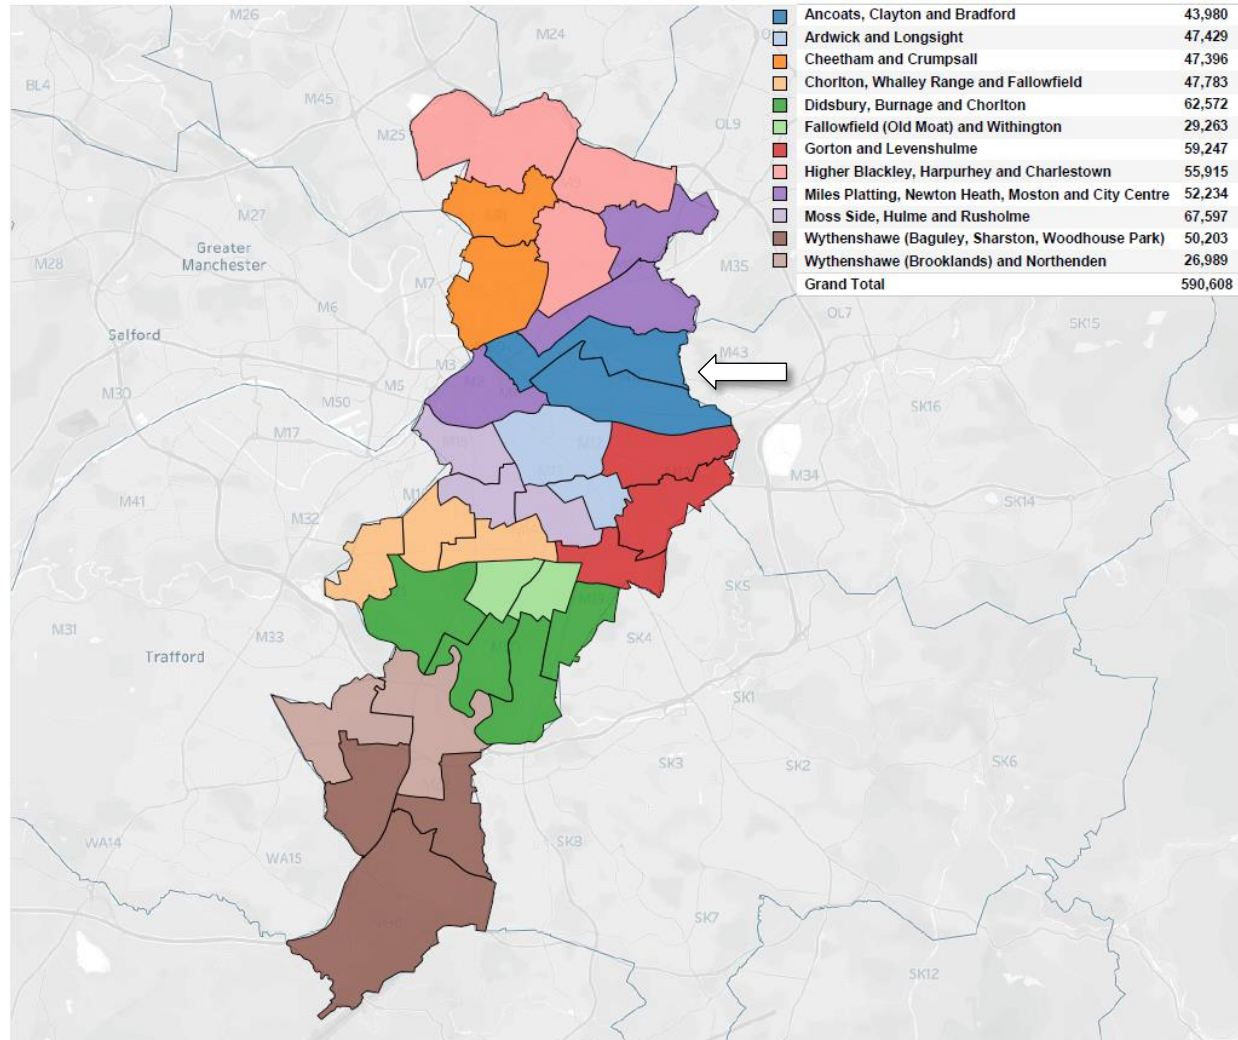 Ancoats, Clayton and Bradford 43,980
Ardwick and Longsight 47,429
Cheetham and Crumpsall 47,396
Chorlton, Whalley Range and Fallowfield 47,783
Didsbury, Burnage and Chorlton 62,572
Fallowfield (Old Moat) and Withington 29,263
Gorton and Levenshulme 59,247
Higher Blackley, Harpurhey and Charlestown 55,915
Miles Platting, Newton Heath, Moston and City Centre 52,234
Moss Side, Hulme and Rusholme 67,597
Wythenshawe (Baguley, Sharston, Woodhouse Park) 50,203
Wythenshawe (Brooklands) and Northenden 26,989
Grand Total 590,608
M26
M24
BL4
M45
M25
OL9
M27
Greater
Manchester
M28
M35
M7
M6
OL7
SK15
Salford
M3
M43
M5
M30
M50
SK16
M17
M34
M41
M32
SK14
SK5
M31
M33
SK4
Trafford
SK1
SK3
SK2
SK6
WA14
WA15
SK8
SK7
SK12